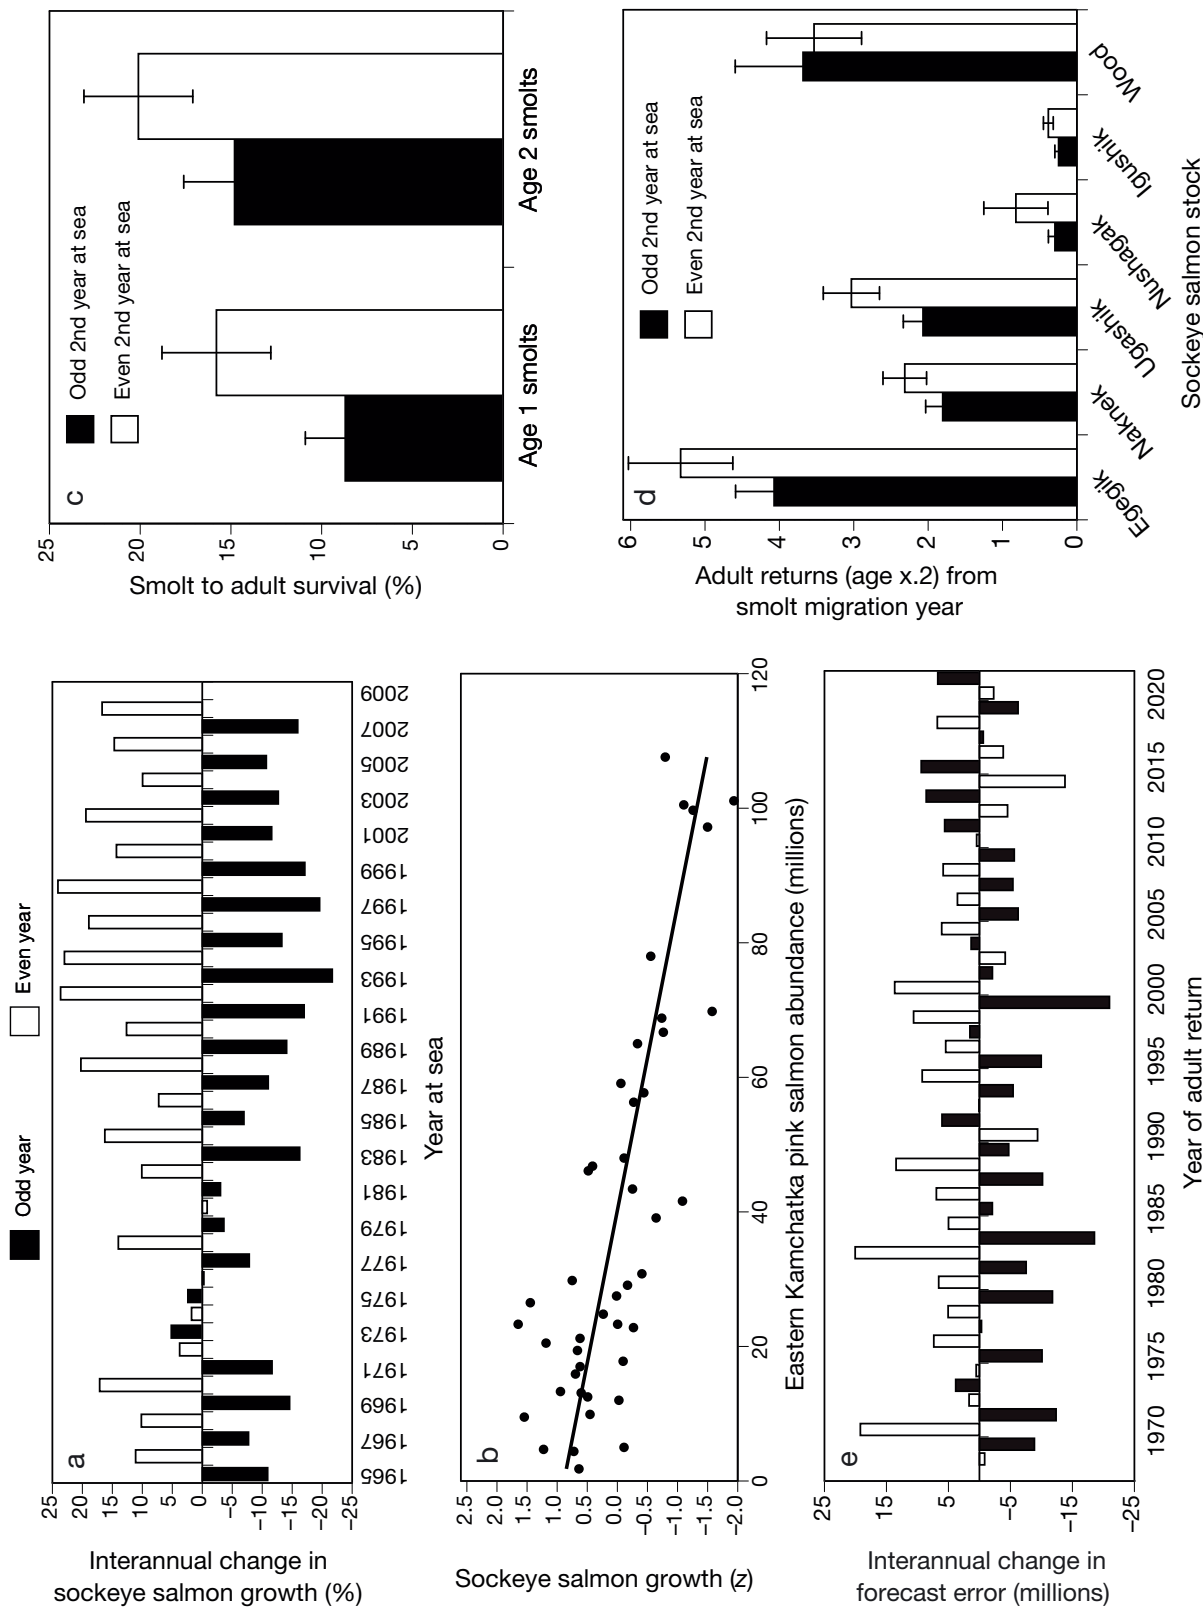 Odd year
Even year
a
25
20
15
10
5
0
–5
–10
–15
–20
–25
Interannual change in
sockeye salmon growth (%)
1965
1967
1969
1971
1973
1975
1977
1979
1981
1983
1985
1987
1989
1991
1993
1995
1997
1999
2001
2003
2005
2007
2009
Year at sea
b
2.5
2.0
1.5
1.0
0.5
0.0
–0.5
–1.0
–1.5
–2.0
Sockeye salmon growth (z)
0
20
40
60
80
100
120
Eastern Kamchatka pink salmon abundance (millions)
e
25
15
5
–5
–15
–25
Interannual change in
forecast error (millions)
1970
1975
1980
1985
1990
1995
2000
2005
2010
2015
2020
Year of adult return
c
Odd 2nd year at sea
Even 2nd year at sea
25
20
15
10
5
0
Smolt to adult survival (%)
Age 1 smolts
Age 2 smolts
d
Odd 2nd year at sea
Even 2nd year at sea
6
5
4
3
2
1
0
Adult returns (age x.2) from
smolt migration year
Egegik
Naknek
Ugashik
Nushagak
Igushik
Wood
Sockeye salmon stock